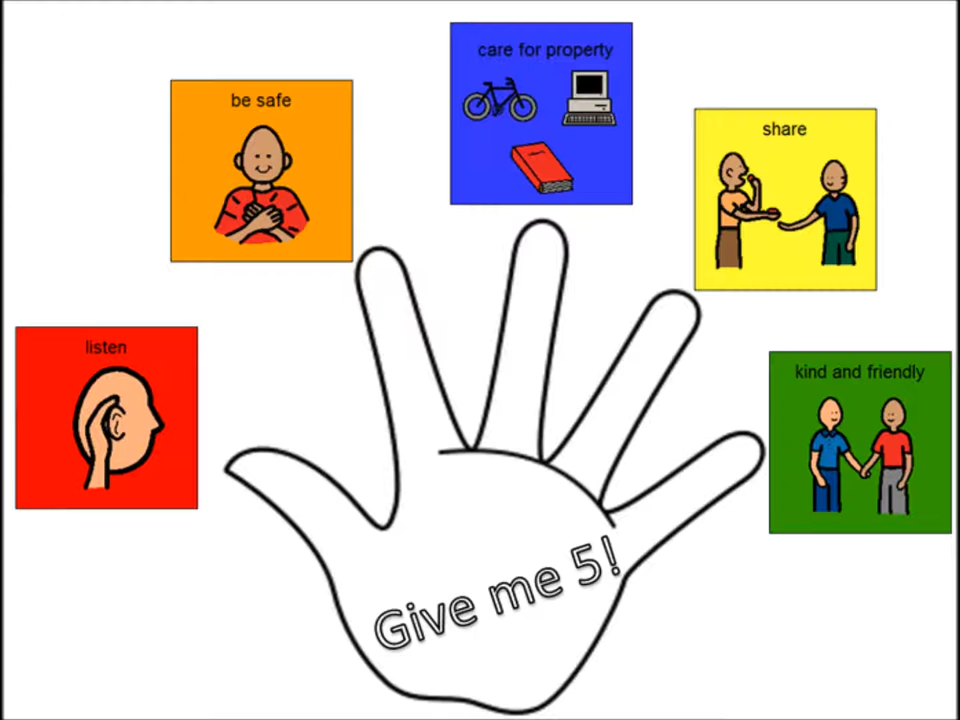 listen
be safe
care for property
share
kind and friendly
Give me 5!